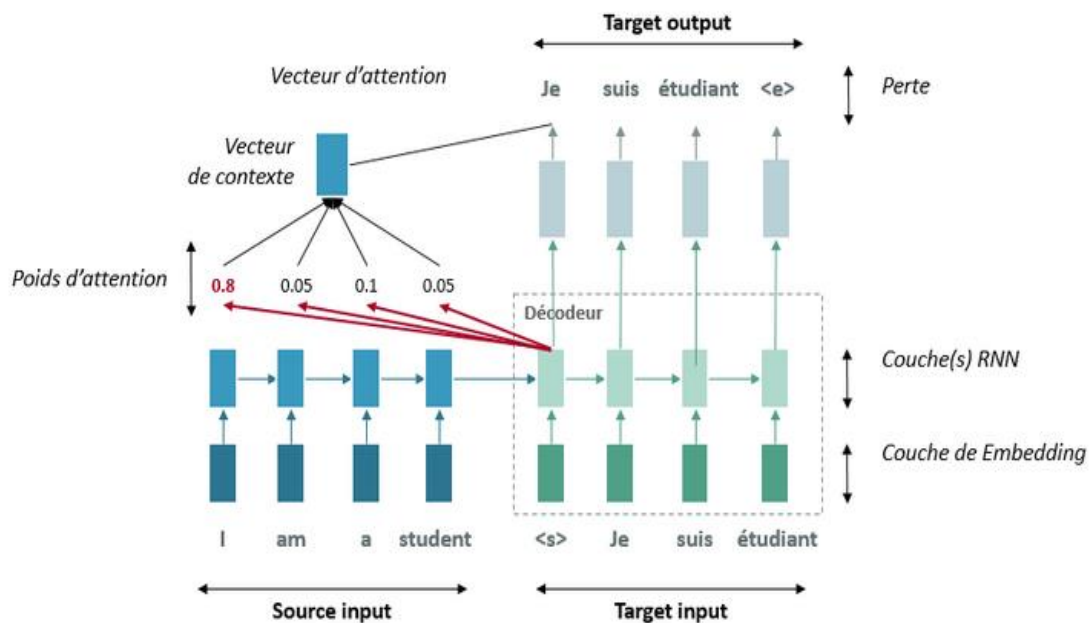 Target output
Vecteur d'attention
Je suis étudiant <e>
Perte
Vecteur
de contexte
Poids d'attention
0.8 0.05 0.1 0.05
Décodeur
Couche(s) RNN
Couche de Embedding
I am a student <s> Je suis étudiant
Source input
Target input